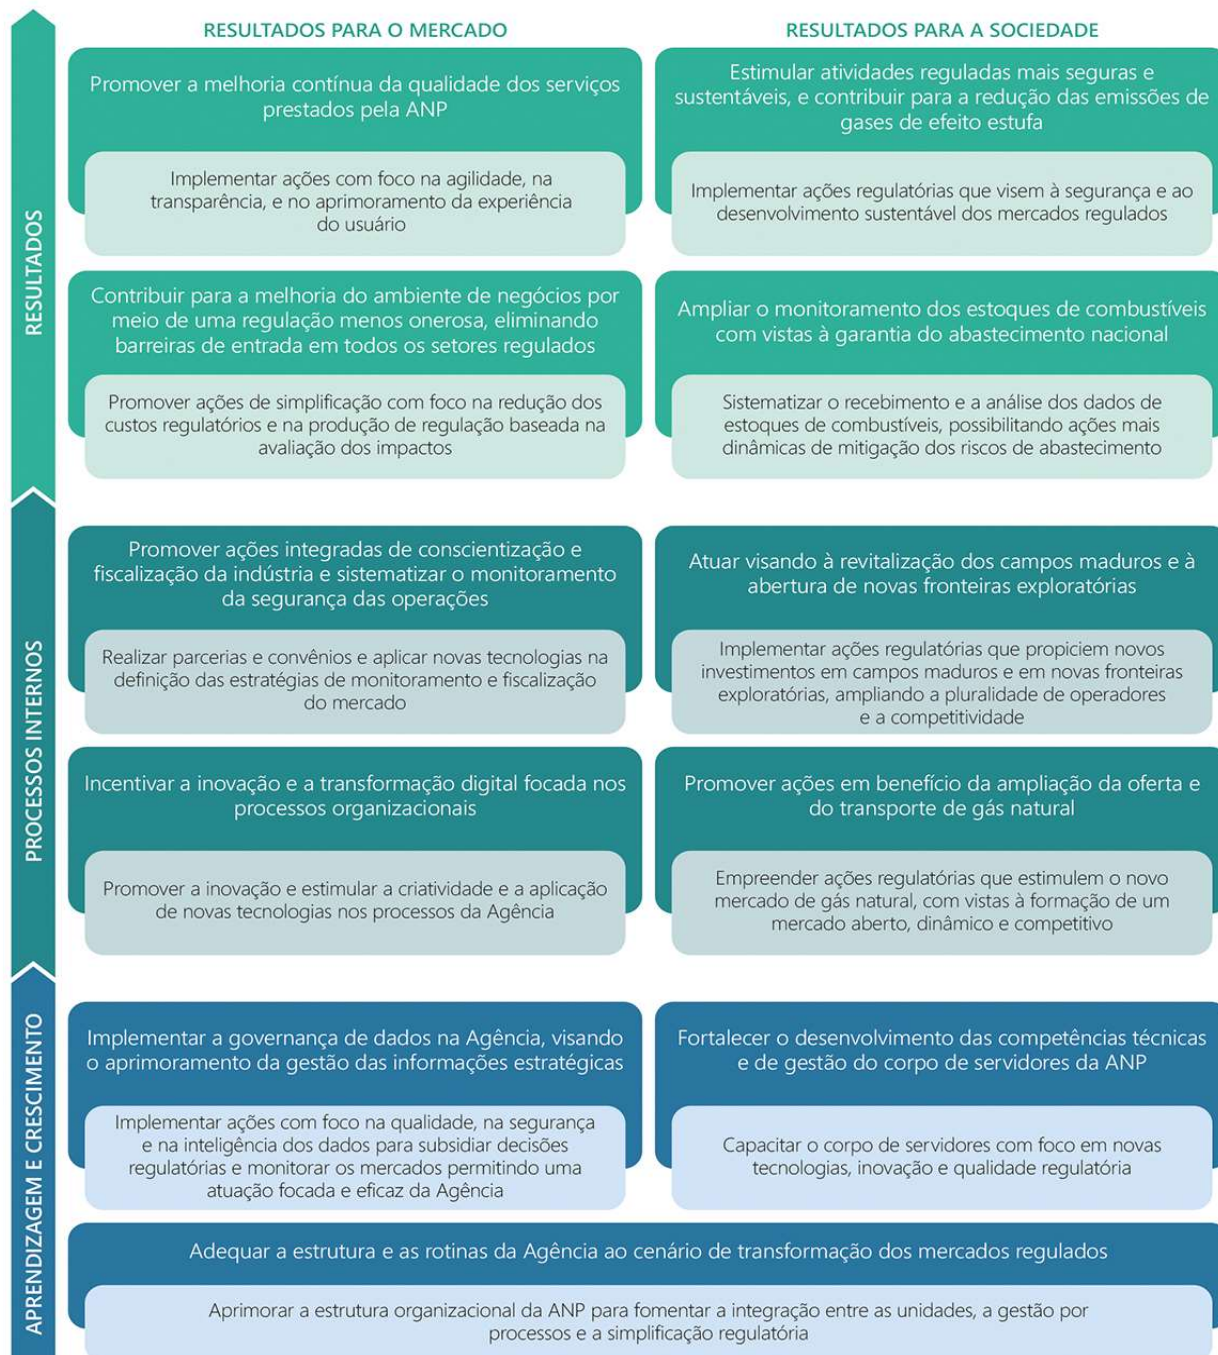 RESULTADOS PARA O MERCADO
RESULTADOS PARA A SOCIEDADE
RESULTADOS
Promover a melhoria contínua da qualidade dos serviços
prestados pela ANP
Implementar ações com foco na agilidade, na
transparência, e no aprimoramento da experiência
do usuário
Estimular atividades reguladas mais seguras e
sustentáveis, e contribuir para a redução das emissões de
gases de efeito estufa
Implementar ações regulatórias que visem à segurança e ao
desenvolvimento sustentável dos mercados regulados
Contribuir para a melhoria do ambiente de negócios por
meio de uma regulação menos onerosa, eliminando
barreiras de entrada em todos os setores regulados
Promover ações de simplificação com foco na redução dos
custos regulatórios e na produção de regulação baseada na
avaliação dos impactos
Ampliar o monitoramento dos estoques de combustíveis
com vistas à garantia do abastecimento nacional
Sistematizar o recebimento e a análise dos dados de
estoques de combustíveis, possibilitando ações mais
dinâmicas de mitigação dos riscos de abastecimento
PROCESSOS INTERNOS
Promover ações integradas de conscientização e
fiscalização da indústria e sistematizar o monitoramento
da segurança das operações
Realizar parcerias e convênios e aplicar novas tecnologias na
definição das estratégias de monitoramento e fiscalização
do mercado
Atuar visando à revitalização dos campos maduros e à
abertura de novas fronteiras exploratórias
Implementar ações regulatórias que propiciem novos
investimentos em campos maduros e em novas fronteiras
exploratórias, ampliando a pluralidade de operadores
e a competitividade
Incentivar a inovação e a transformação digital focada nos
processos organizacionais
Promover a inovação e estimular a criatividade e a aplicação
de novas tecnologias nos processos da Agência
Promover ações em benefício da ampliação da oferta e
do transporte de gás natural
Empreender ações regulatórias que estimulem o novo
mercado de gás natural, com vistas à formação de um
mercado aberto, dinâmico e competitivo
APRENDIZAGEM E CRESCIMENTO
Implementar a governança de dados na Agência, visando
o aprimoramento da gestão das informações estratégicas
Implementar ações com foco na qualidade, na segurança
e na inteligência dos dados para subsidiar decisões
regulatórias e monitorar os mercados permitindo uma
atuação focada e eficaz da Agência
Fortalecer o desenvolvimento das competências técnicas
e de gestão do corpo de servidores da ANP
Capacitar o corpo de servidores com foco em novas
tecnologias, inovação e qualidade regulatória
Adequar a estrutura e as rotinas da Agência ao cenário de transformação dos mercados regulados
Aprimorar a estrutura organizacional da ANP para fomentar a integração entre as unidades, a gestão por
processos e a simplificação regulatória